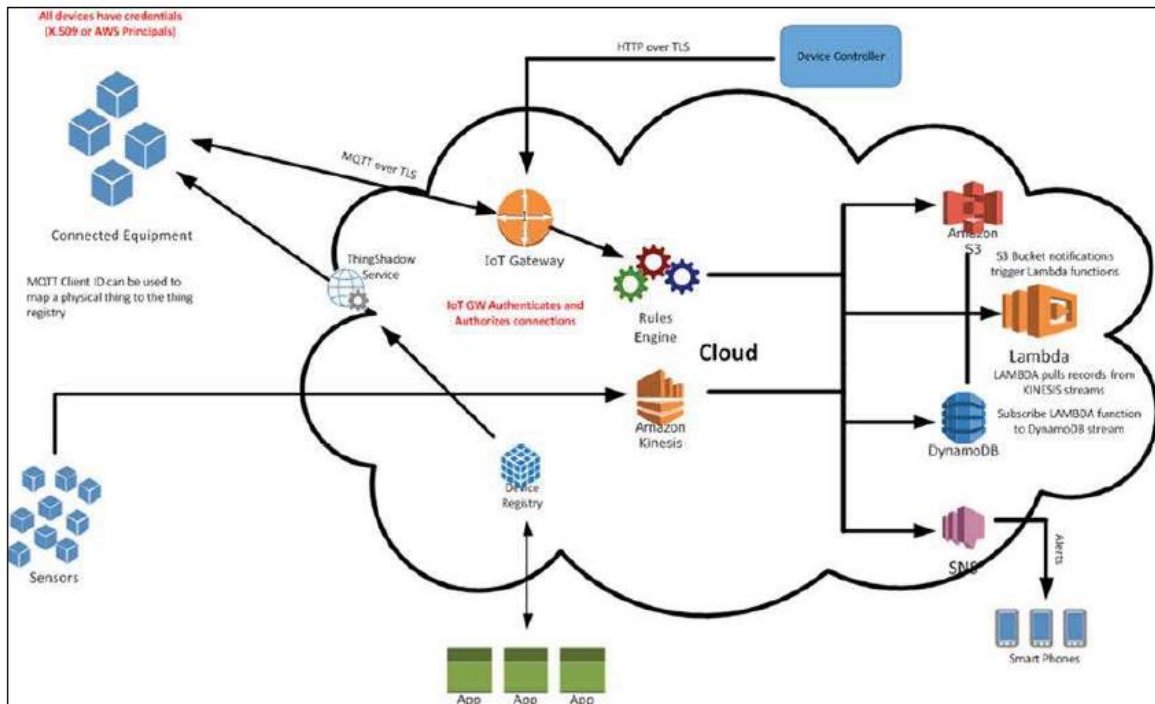 All devices have credentials
(X.509 or AWS Principals)
HTTP over TLS
Device Controller
MQTT over TLS
Connected Equipment
MQTT Client ID can be used to
map a physical thing to the thing
registry
ThingShadow
Service
IoT Gateway
IoT GW Authenticates and
Authorizes connections
Rules
Engine
Cloud
Amazon
S3
S3 Bucket notifications
trigger Lambda functions
Lambda
LAMBDA pulls records from
KINESIS streams
Subscribe LAMBDA function
to DynamoDB stream
DynamoDB
Amazon
Kinesis
Device
Registry
Sensors
SNS
Alerts
Smart Phones
App
App
App